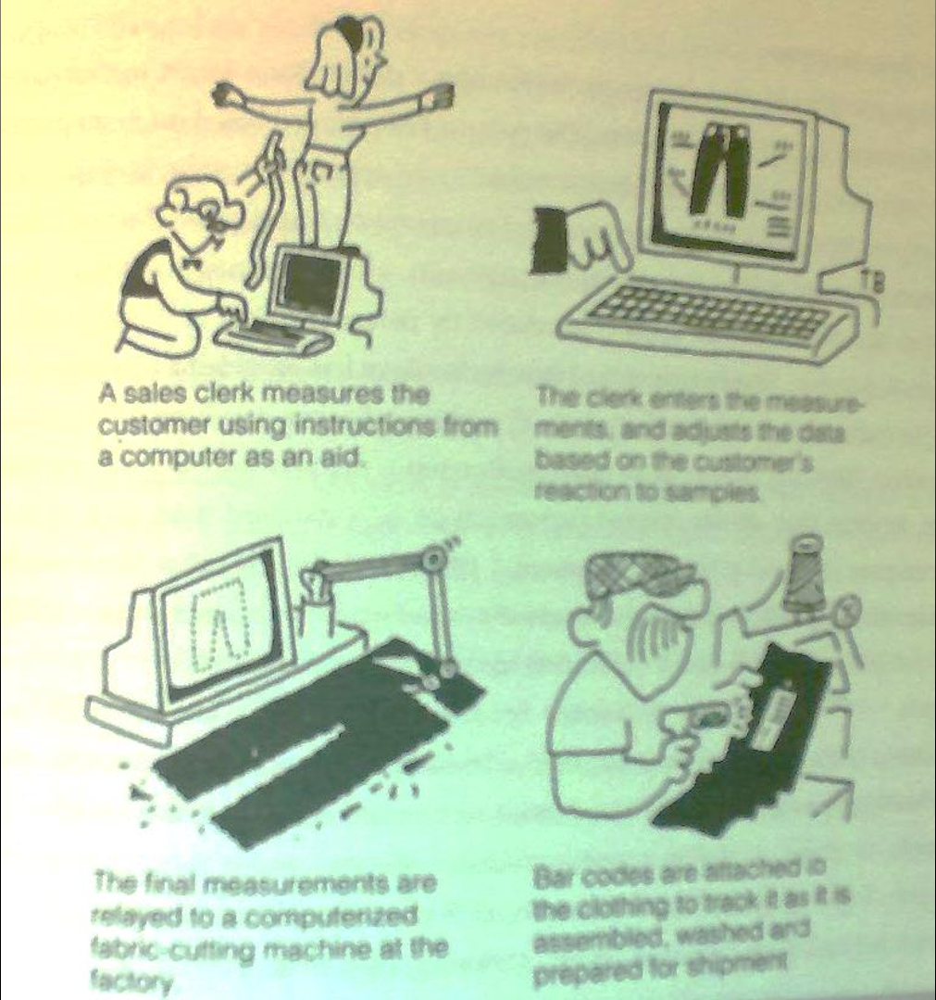 TB
A sales clerk measures the
customer using instructions from
a computer as an aid.
The clerk enters the measure-
ments, and adjusts the data
based on the customer's
reaction to samples.
The final measurements are
relayed to a computerized
fabric-cutting machine at the
factory.
Bar codes are attached to
the clothing to track it as it is
assembled, washed and
prepared for shipment.